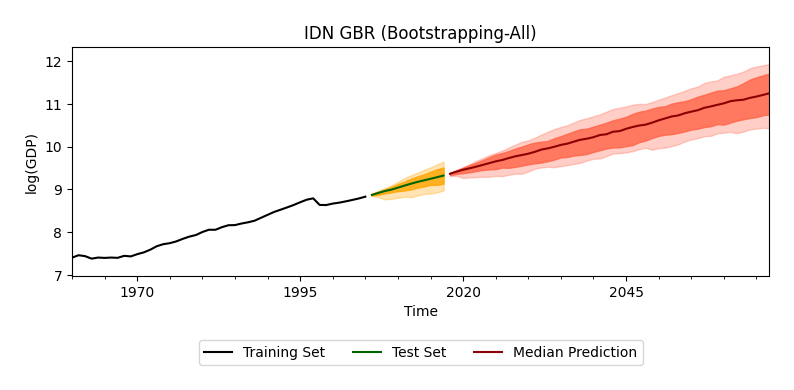 IDN GBR (Bootstrapping-All)
log(GDP)
12
11
10
9
8
7
1970 1995 2020 2045
Time
Training Set Test Set Median Prediction